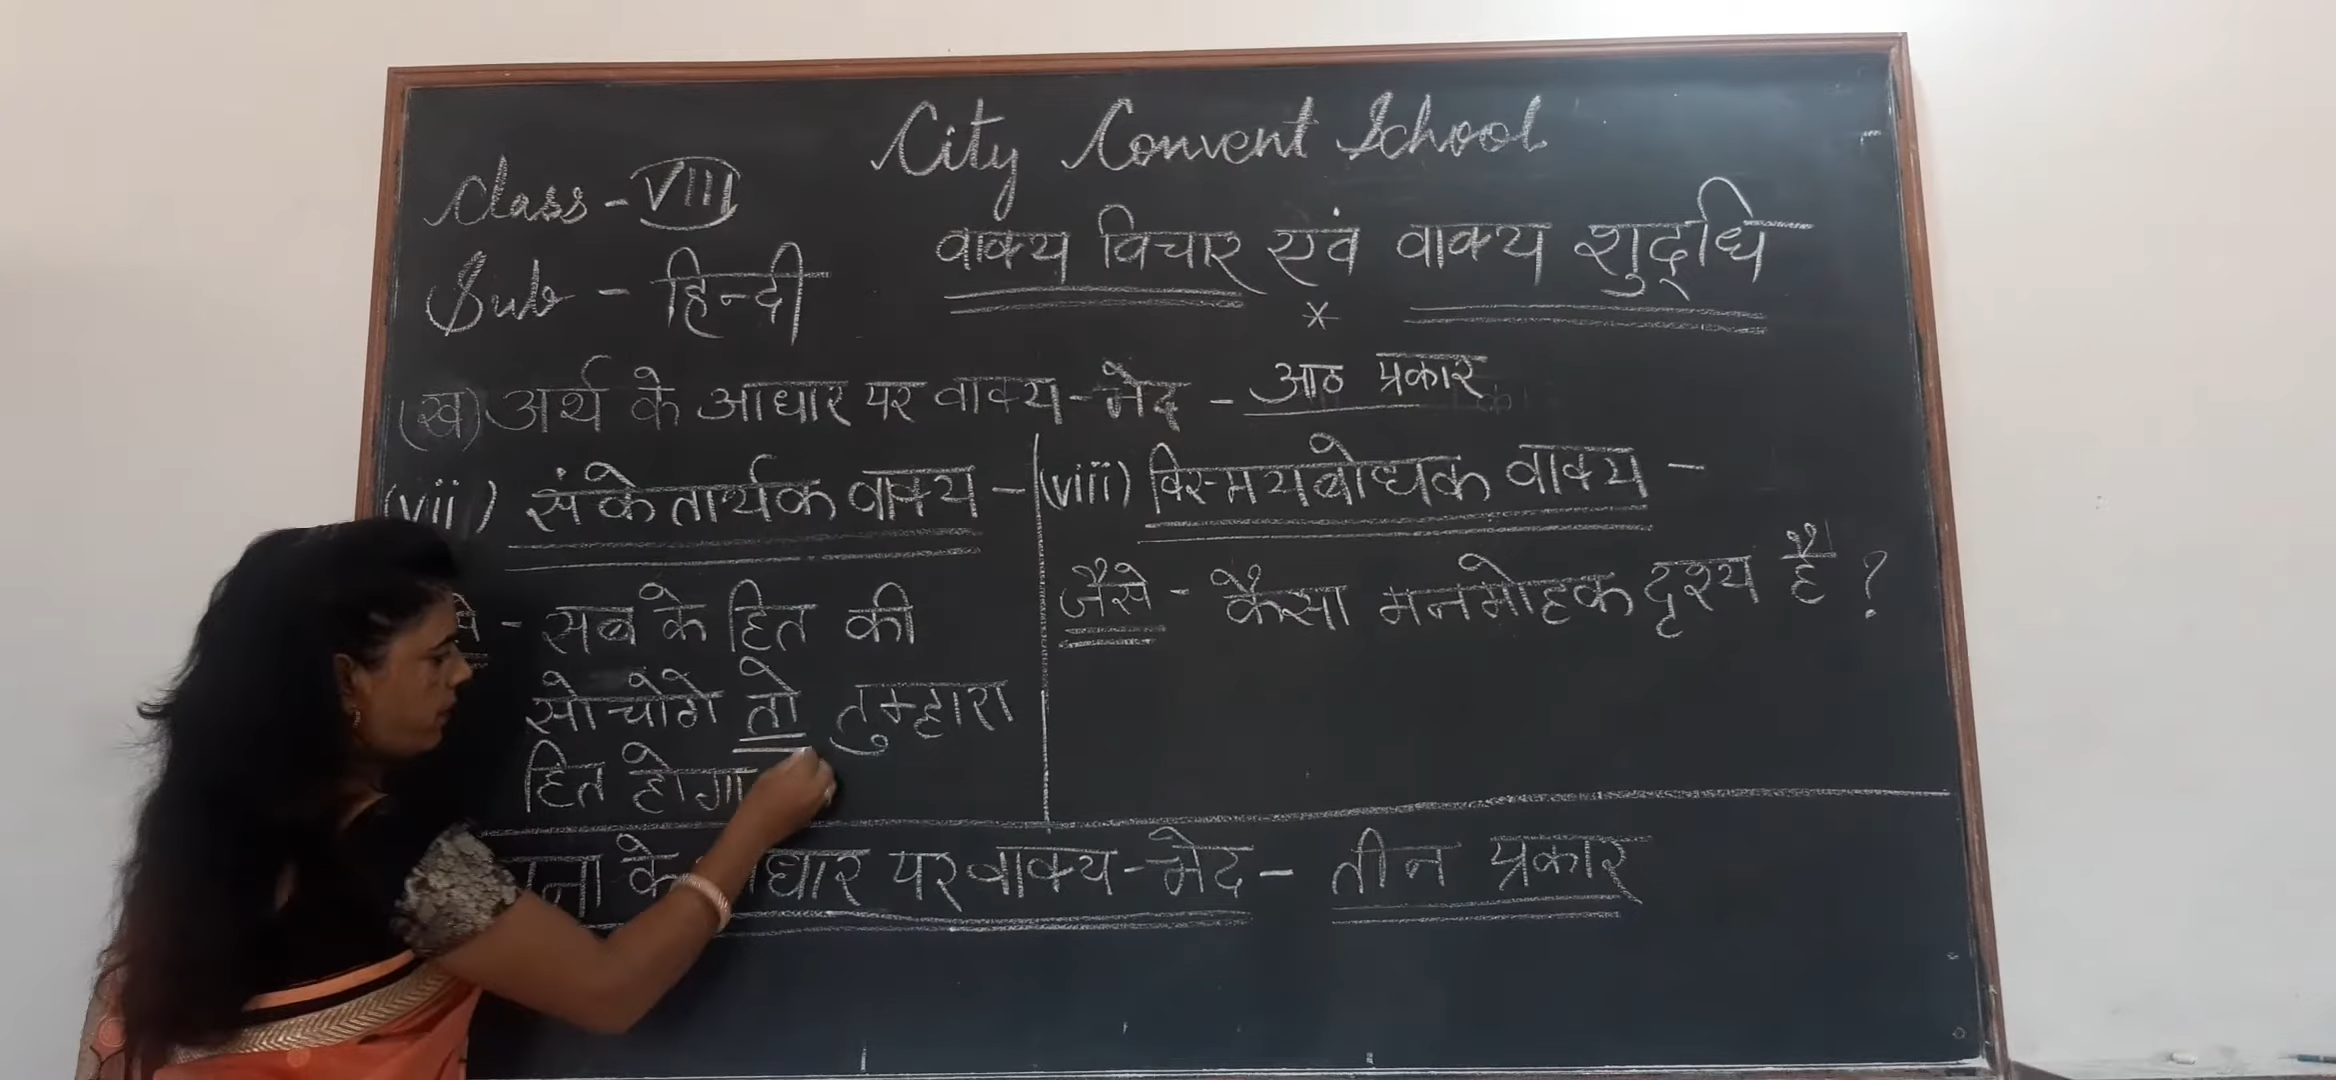 City Convent School
Class - VIII
Sub - हिन्दी
वाक्य विचार एवं वाक्य शुद्धि
*
(ख) अर्थ के आधार पर वाक्य-भेद - आठ प्रकार
(vii) संकेतार्थक वाक्य -
- सब के हित की
सोचोगे तो तुम्हारा
हित होगा
(viii) विस्मयबोधक वाक्य -
जैसे - कैसा मनमोहक दृश्य है ?
के पर वाक्य-भेद - तीन प्रकार